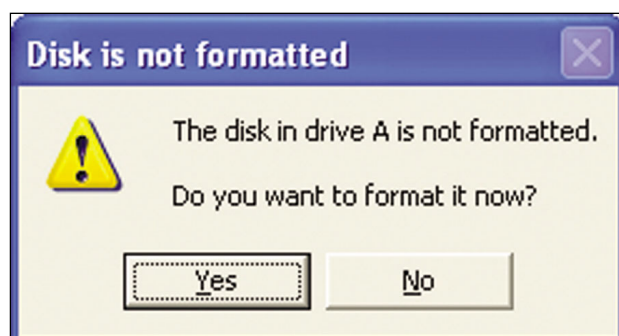 Disk is not formatted
The disk in drive A is not formatted.
Do you want to format it now?
Yes No